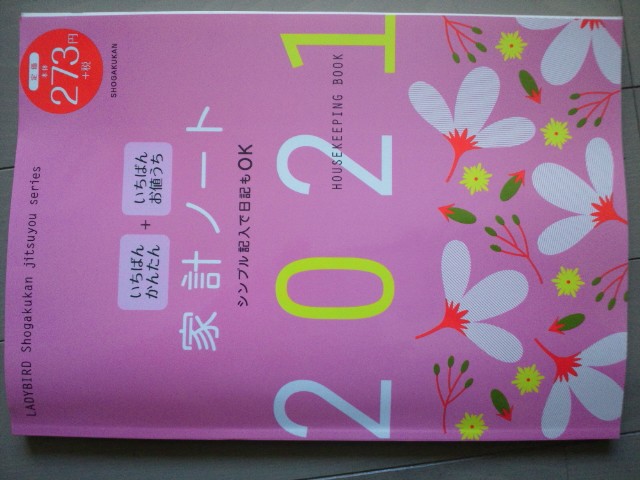 LADYBIRD Shogakukan jitsuyou series
定価
本体
273円
+税
SHOGAKUKAN
いちばん
かんたん
+
いちばん
お値うち
家計ノート
シンプル記入で日記もOK
2021
HOUSEKEEPING BOOK